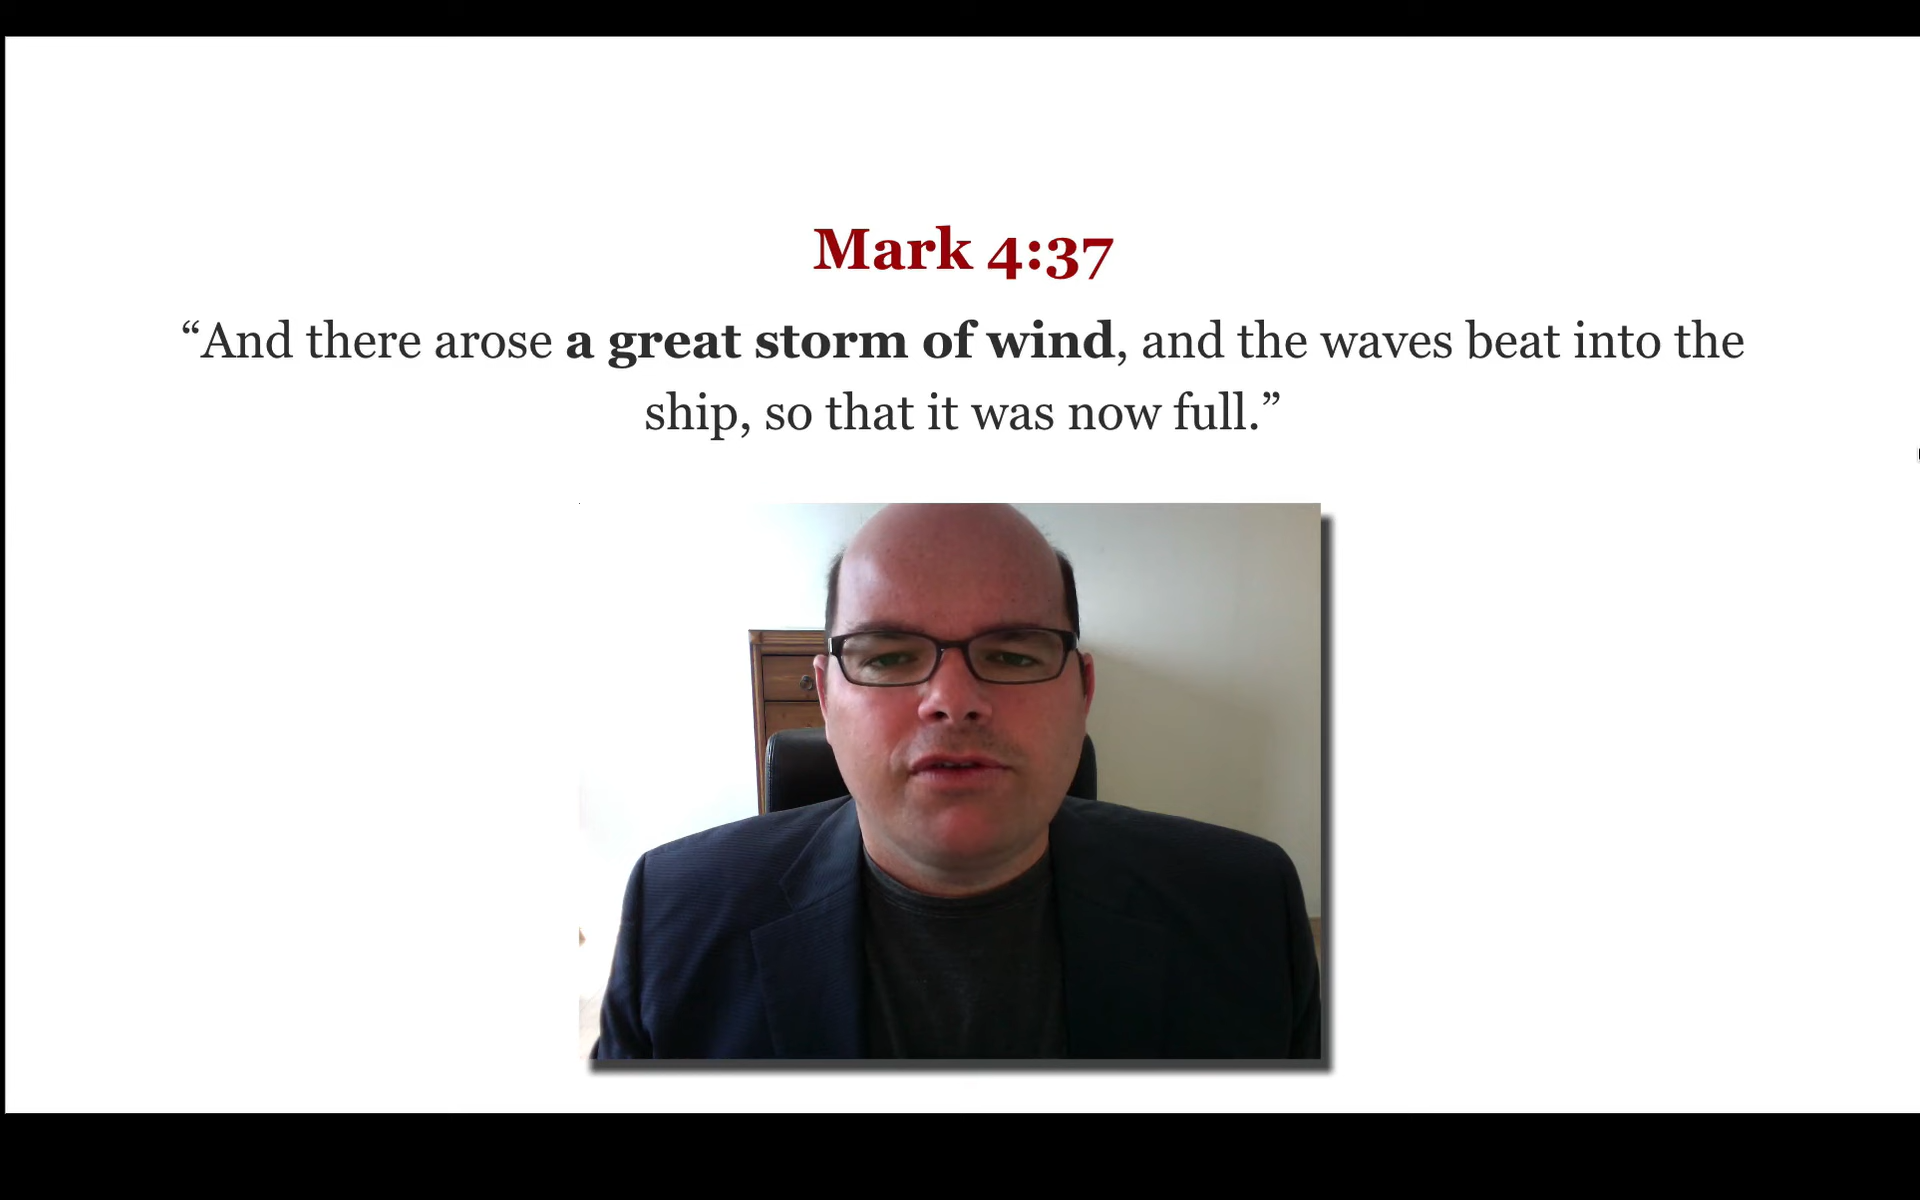 Mark 4:37
“And there arose a great storm of wind, and the waves beat into the
ship, so that it was now full.”